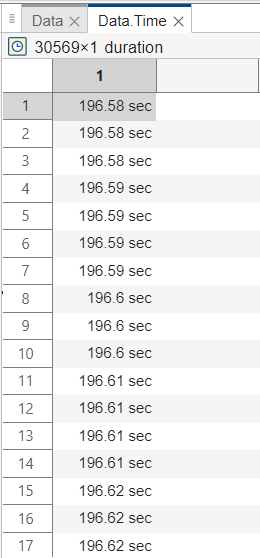 Data × Data.Time ×
30569×1 duration
1
1 196.58 sec
2 196.58 sec
3 196.58 sec
4 196.59 sec
5 196.59 sec
6 196.59 sec
7 196.59 sec
8 196.6 sec
9 196.6 sec
10 196.6 sec
11 196.61 sec
12 196.61 sec
13 196.61 sec
14 196.61 sec
15 196.62 sec
16 196.62 sec
17 196.62 sec